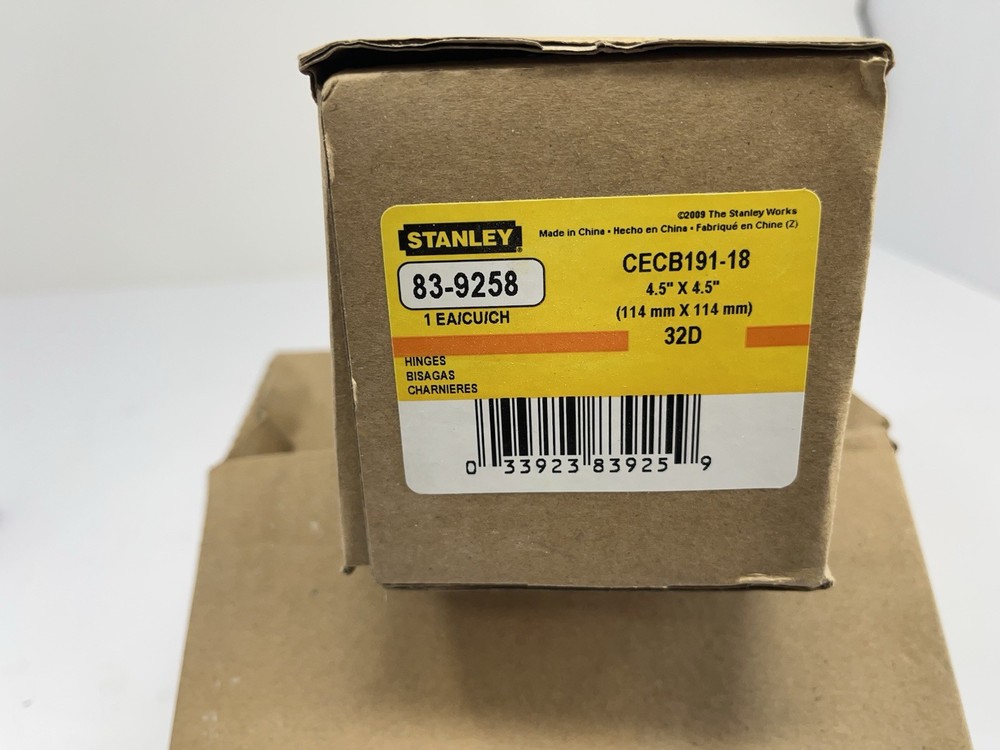 STANLEY®
©2009 The Stanley Works
Made in China • Hecho en China • Fabriqué en Chine (Z)
83-9258
1 EA/CU/CH
CECB191-18
4.5" X 4.5"
(114 mm X 114 mm)
32D
HINGES
BISAGAS
CHARNIERES
0 33923 83925 9